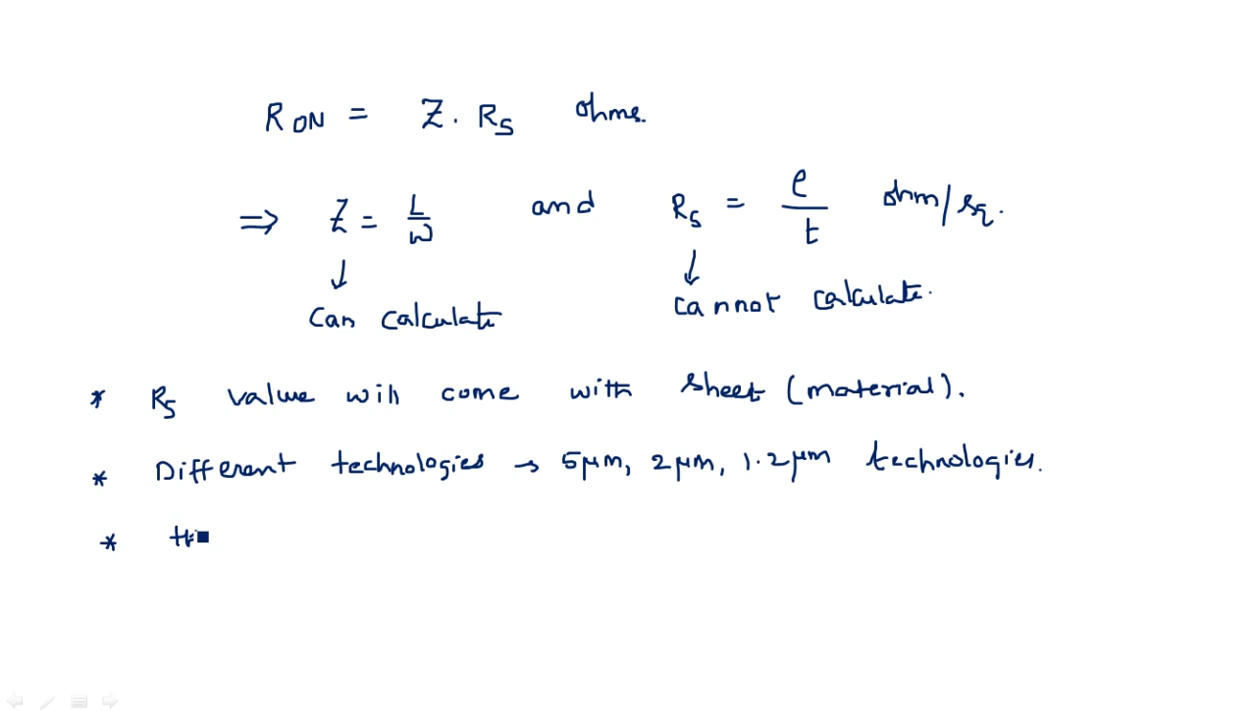 R ON = Z. Rs ohms.
⇒ Z = L/W and Rs = ρ/t ohm/sq.
↓ ↓
Can calculate cannot calculate.
* Rs value will come with sheet (material).
* Different technologies → 5μm, 2μm, 1.2μm technologies.
*